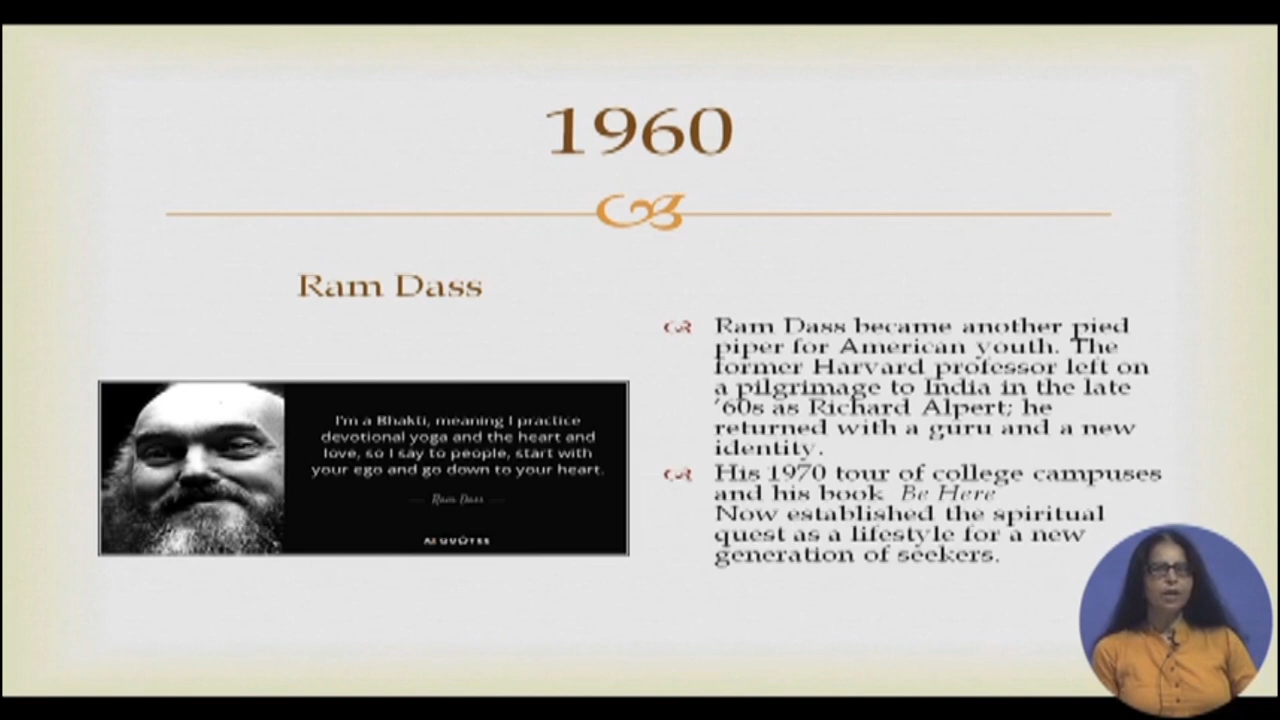 1960
Ram Dass
I'm a Bhakti, meaning I practice
devotional yoga and the heart and
love, so I say to people, start with
your ego and go down to your heart.
Ram Dass
Ram Dass became another pied
piper for American youth. The
former Harvard professor left on
a pilgrimage to India in the late
'60s as Richard Alpert; he
returned with a guru and a new
identity.
His 1970 tour of college campuses
and his book Be Here
Now established the spiritual
quest as a lifestyle for a new
generation of seekers.